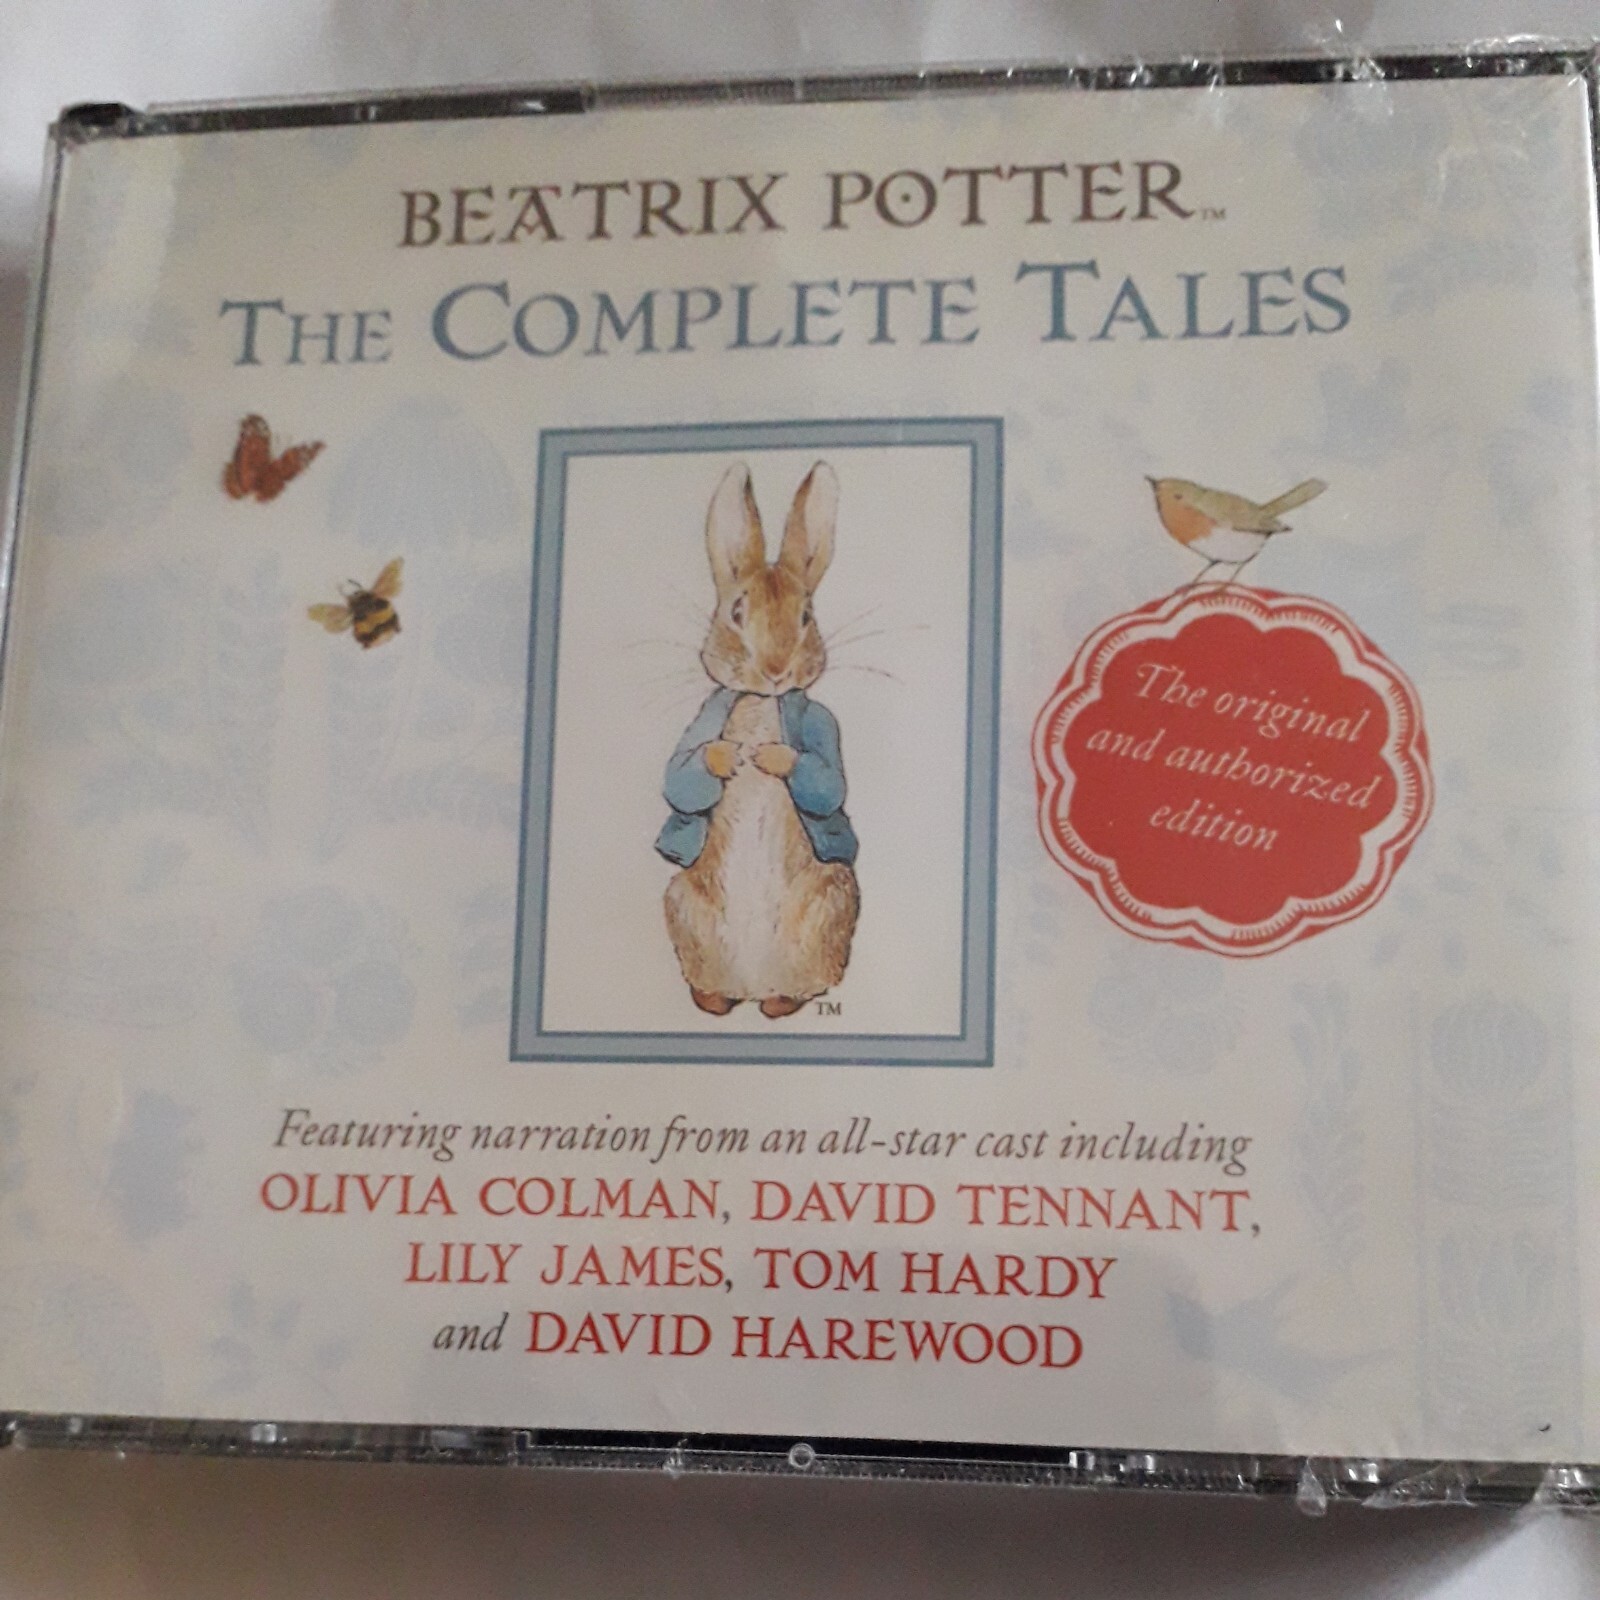 BEATRIX POTTER™
THE COMPLETE TALES
The original
and authorized
edition
TM
Featuring narration from an all-star cast including
OLIVIA COLMAN, DAVID TENNANT,
LILY JAMES, TOM HARDY
and DAVID HAREWOOD